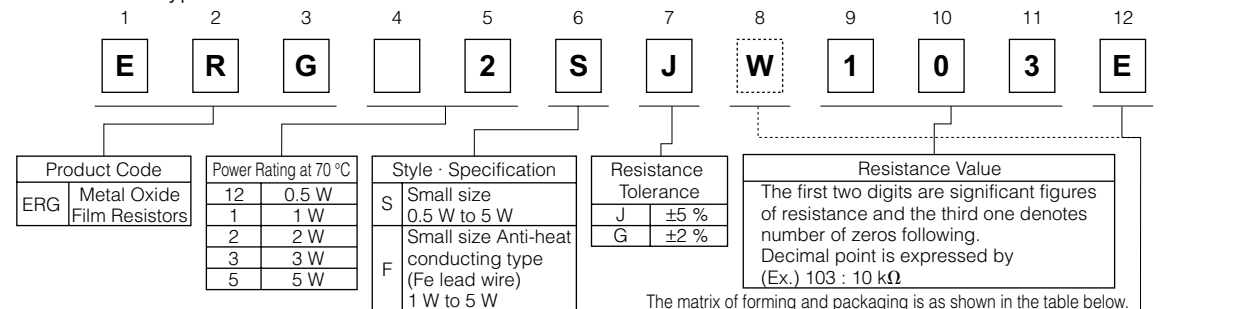 1 2 3 4 5 6 7 8 9 10 11 12
E R G 2 S J W 1 0 3 E
Product Code
ERG Metal Oxide
Film Resistors
Power Rating at 70 °C
12 0.5 W
1 1 W
2 2 W
3 3 W
5 5 W
Style · Specification
S Small size
0.5 W to 5 W
F Small size Anti-heat
conducting type
(Fe lead wire)
1 W to 5 W
Resistance
Tolerance
J ±5 %
G ±2 %
Resistance Value
The first two digits are significant figures
of resistance and the third one denotes
number of zeros following.
Decimal point is expressed by
(Ex.) 103 : 10 kΩ
The matrix of forming and packaging is as shown in the table below.